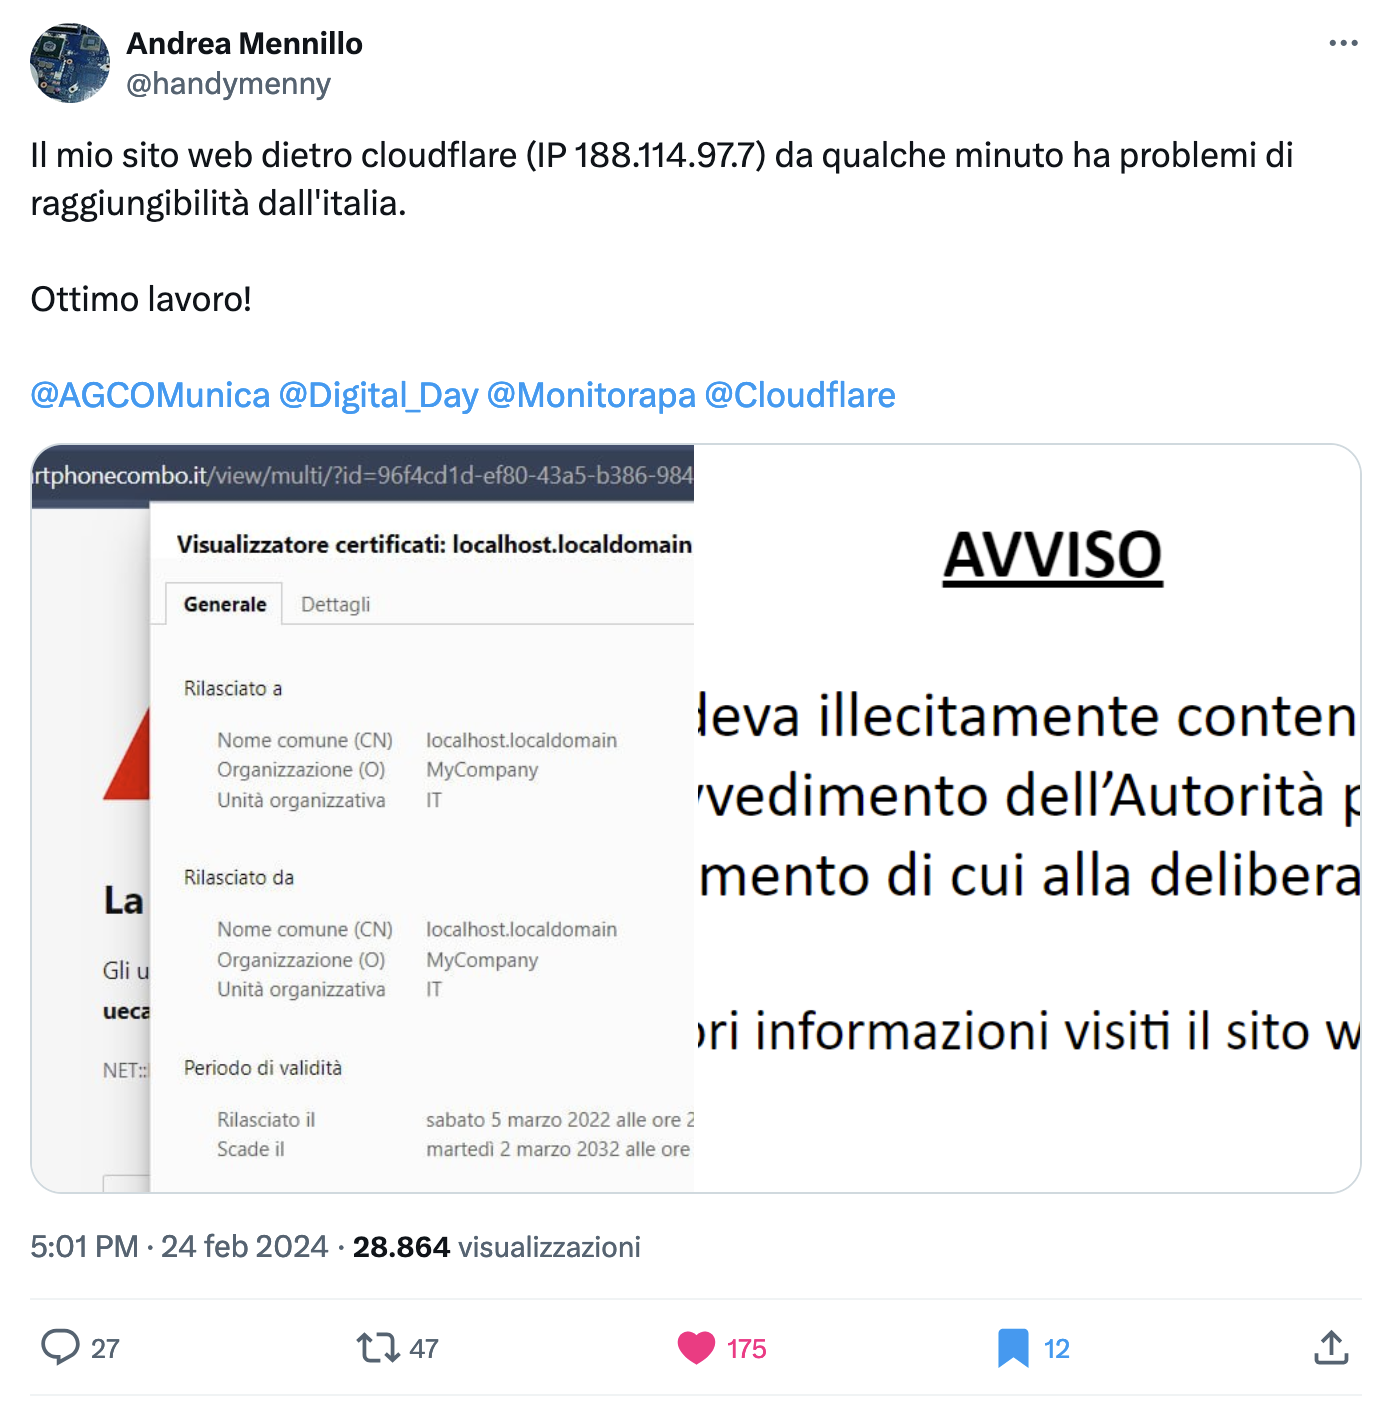 Andrea Mennillo
@handymenny
Il mio sito web dietro cloudflare (IP 188.114.97.7) da qualche minuto ha problemi di
raggiungibilità dall'italia.
Ottimo lavoro!
@AGCOMunica @Digital_Day @Monitorapa @Cloudflare
rtphonecombo.it/view/multi/?id=96f4cd1d-ef80-43a5-b386-984
Visualizzatore certificati: localhost.localdomain
Generale Dettagli
Rilasciato a
Nome comune (CN) localhost.localdomain
Organizzazione (O) MyCompany
Unità organizzativa IT
Rilasciato da
Nome comune (CN) localhost.localdomain
Organizzazione (O) MyCompany
Unità organizzativa IT
Periodo di validità
Rilasciato il sabato 5 marzo 2022 alle ore 2
Scade il martedì 2 marzo 2032 alle ore
La
Gli u
ueca
NET::
AVVISO
deva illecitamente conten
vvedimento dell'Autorità p
mento di cui alla delibera
ori informazioni visiti il sito w
5:01 PM · 24 feb 2024 · 28.864 visualizzazioni
27 47 175 12